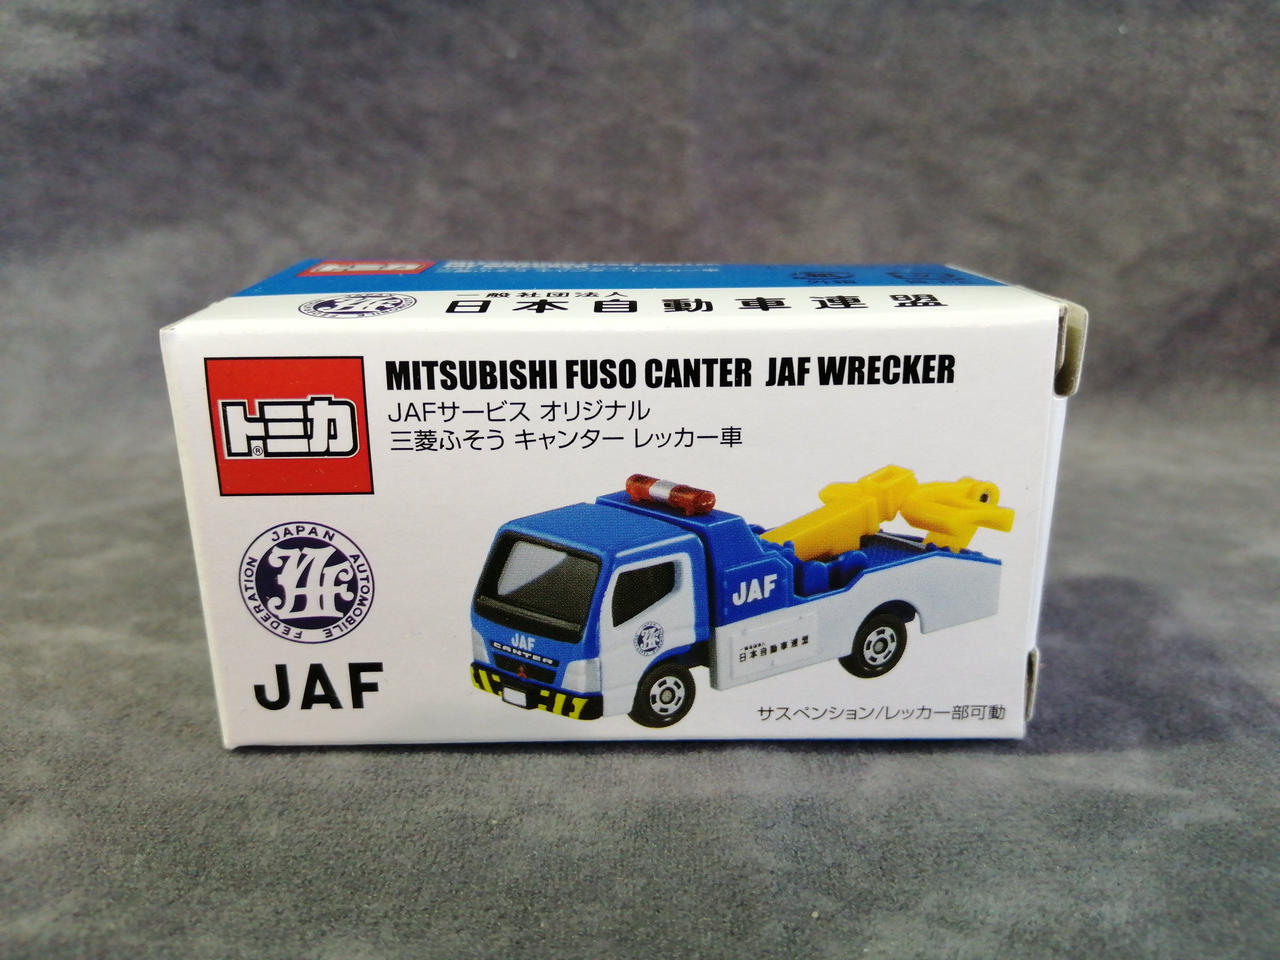 一般社団法人
日本自動車連盟
トミカ
®
MITSUBISHI FUSO CANTER JAF WRECKER
JAFサービス オリジナル
三菱ふそう キャンター レッカー車
JAPAN AUTOMOBILE FEDERATION
JAF
JAF
CANTER
JAF
日本自動車連盟
サスペンション/レッカー部可動